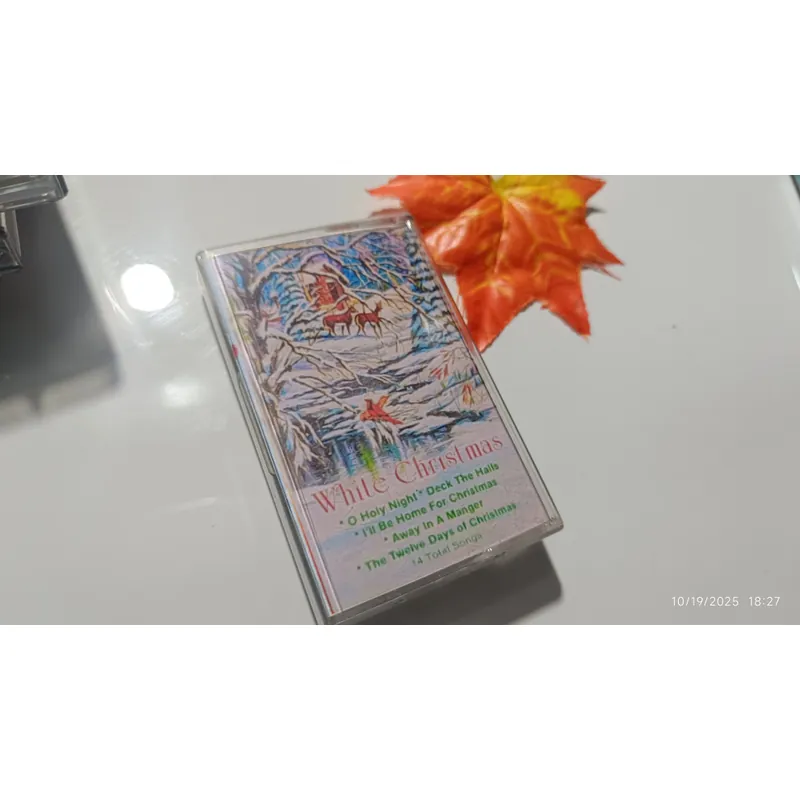 White Christmas
• O Holy Night • Deck The Halls
• I'll Be Home For Christmas
• Away In A Manger
• The Twelve Days of Christmas
14 Total Songs
10/19/2025 18:27